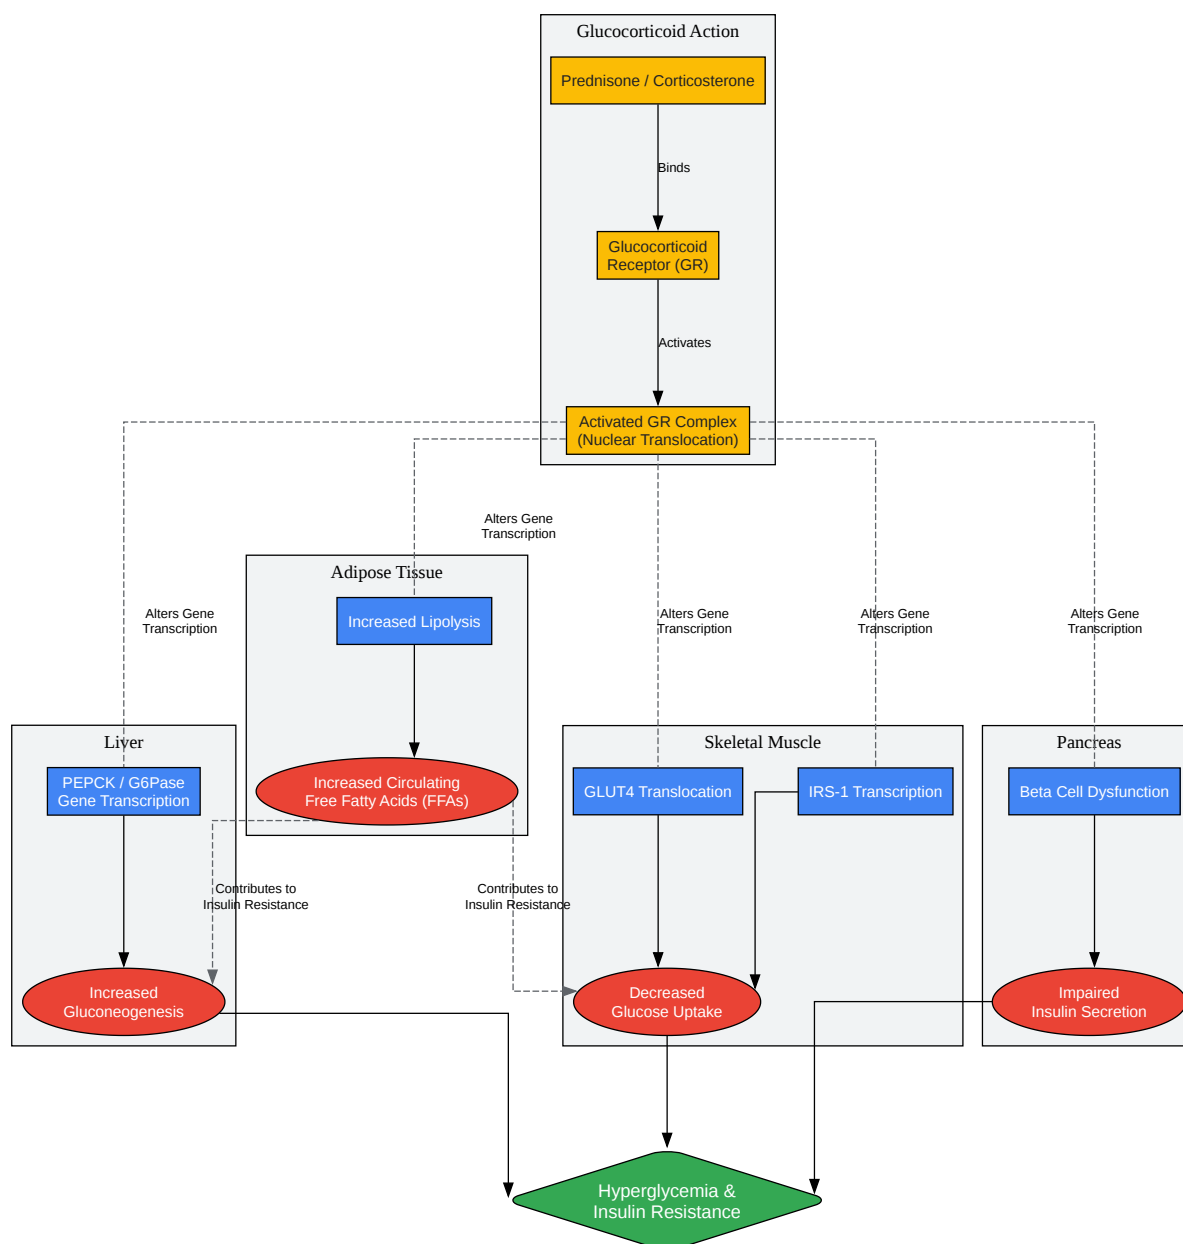 Glucocorticoid Action
Prednisone / Corticosterone
Binds
Glucocorticoid
Receptor (GR)
Activates
Activated GR Complex
(Nuclear Translocation)
Alters Gene
Transcription
Adipose Tissue
Increased Lipolysis
Alters Gene
Transcription
Alters Gene
Transcription
Alters Gene
Transcription
Alters Gene
Transcription
Liver
PEPCK / G6Pase
Gene Transcription
Increased Circulating
Free Fatty Acids (FFAs)
Skeletal Muscle
GLUT4 Translocation
IRS-1 Transcription
Pancreas
Beta Cell Dysfunction
Contributes to
Insulin Resistance
Contributes to
Insulin Resistance
Increased
Gluconeogenesis
Decreased
Glucose Uptake
Impaired
Insulin Secretion
Hyperglycemia &
Insulin Resistance